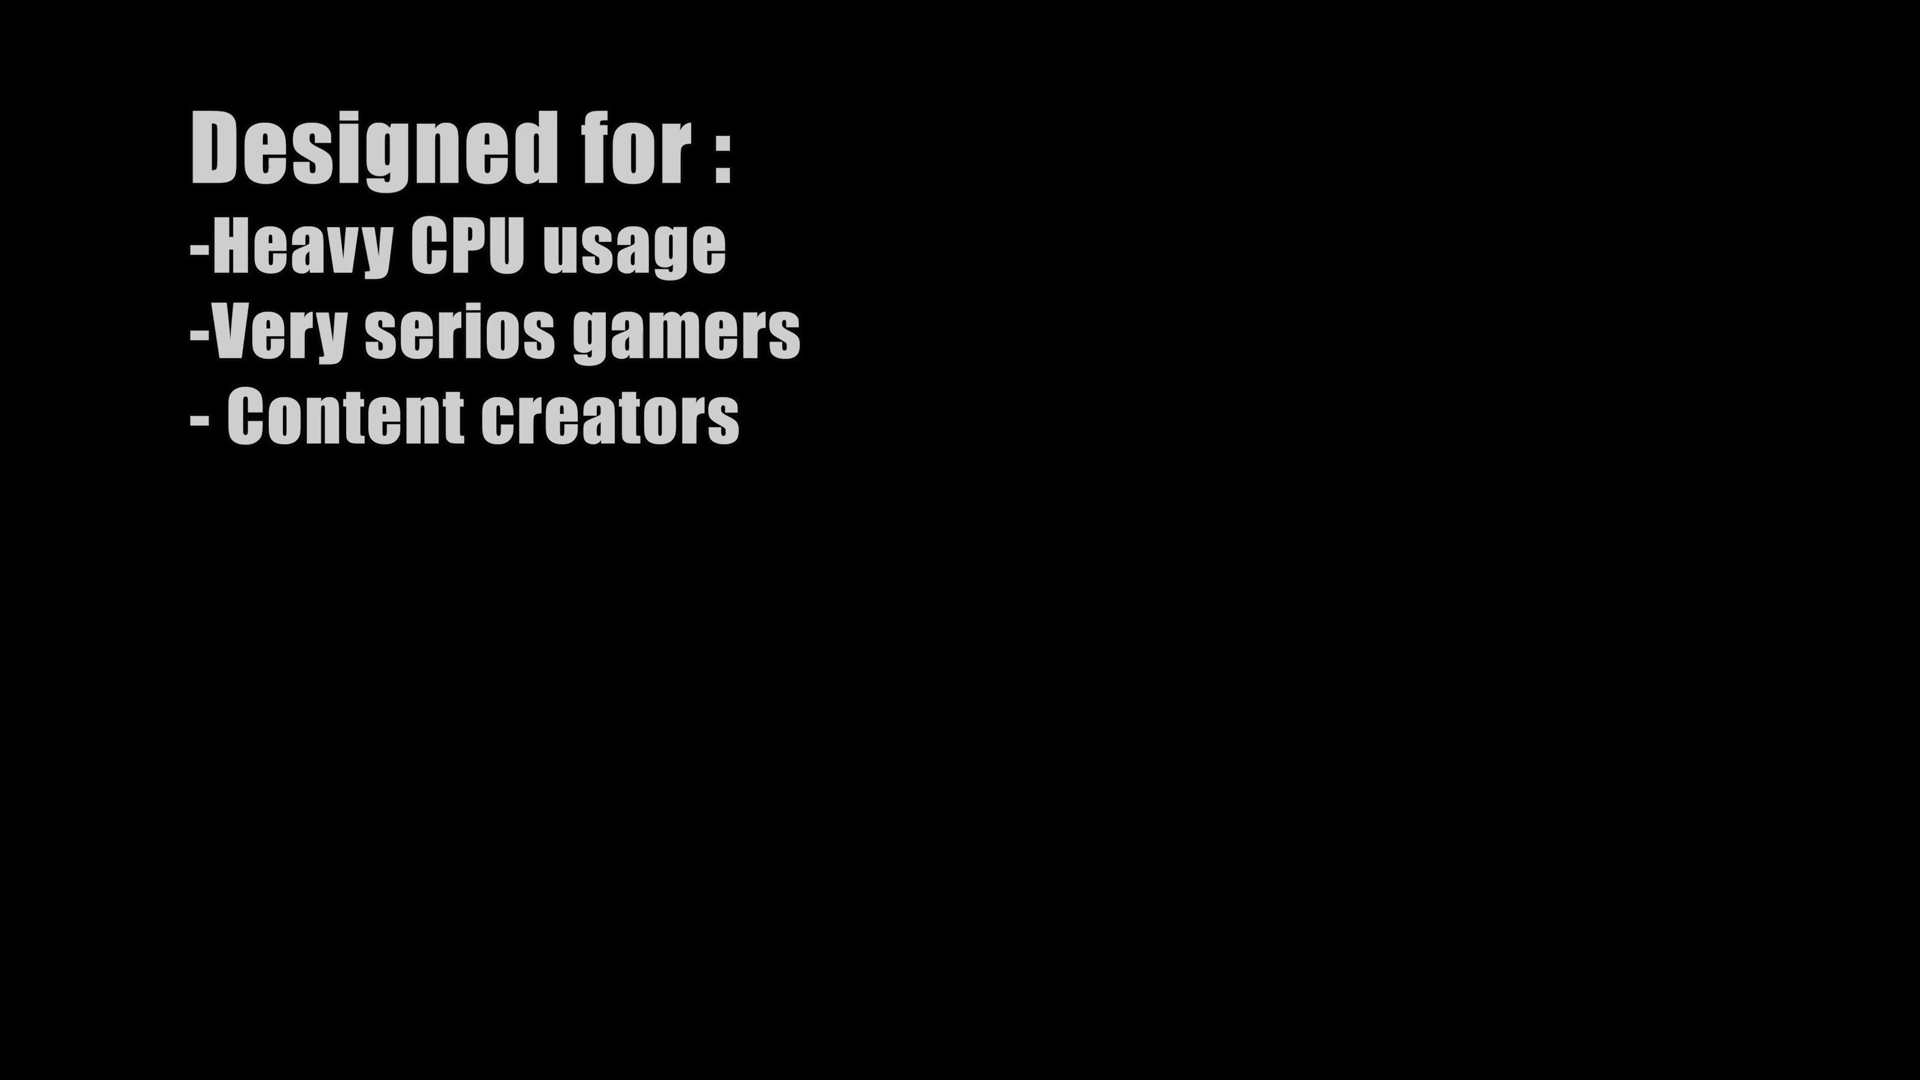 Designed for :
-Heavy CPU usage
-Very serios gamers
- Content creators